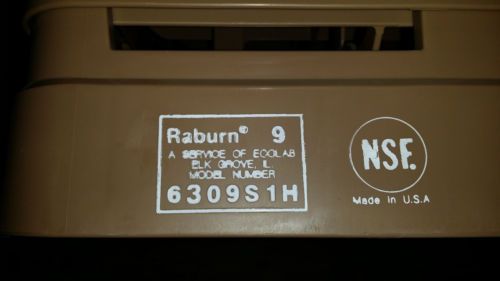 Raburn® 9
A SERVICE OF ECOLAB
ELK GROVE, IL
MODEL NUMBER
6309S1H
NSF.
Made in U.S.A